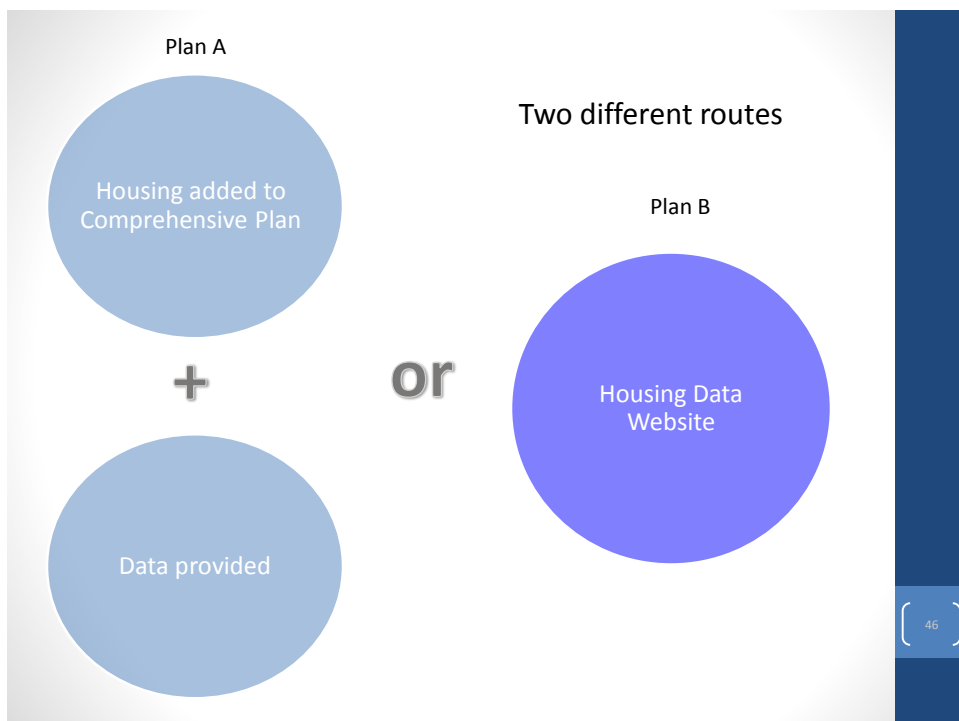 Plan A
Housing added to
Comprehensive Plan
+
Data provided
or
Two different routes
Plan B
Housing Data
Website
46